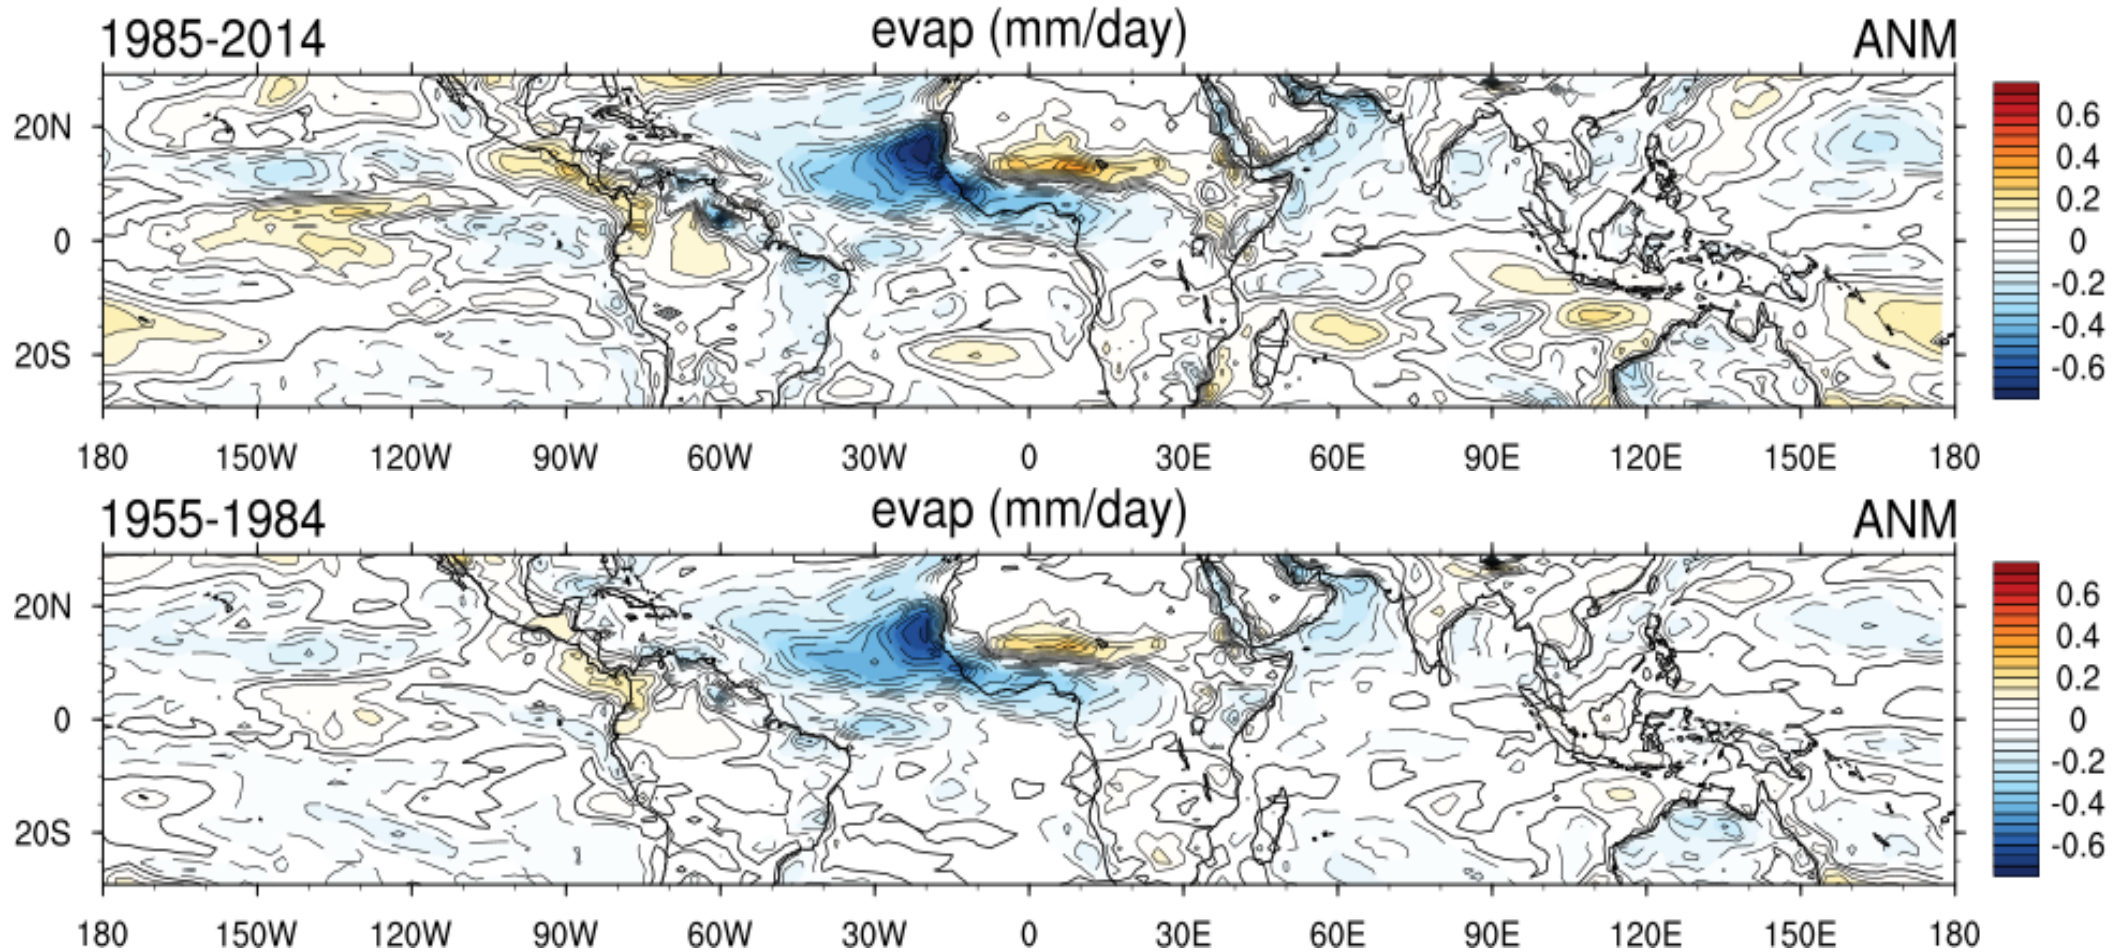 1985-2014 evap (mm/day) ANM
20N
0
20S
0.6
0.4
0.2
0
-0.2
-0.4
-0.6
180 150W 120W 90W 60W 30W 0 30E 60E 90E 120E 150E 180
1955-1984 evap (mm/day) ANM
20N
0
20S
0.6
0.4
0.2
0
-0.2
-0.4
-0.6
180 150W 120W 90W 60W 30W 0 30E 60E 90E 120E 150E 180